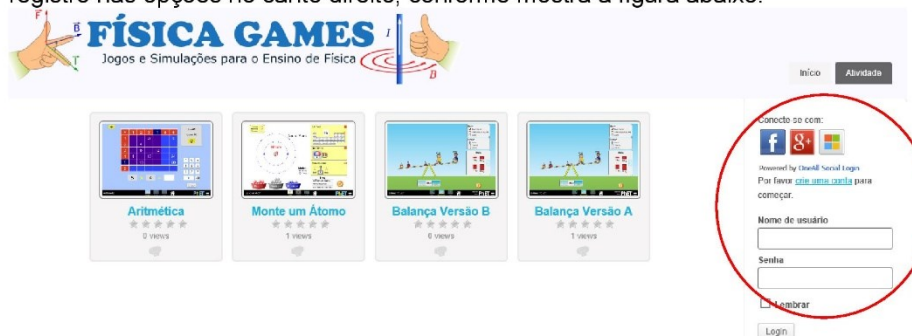 registro nas opções no canto direito, conforme mostra a figura abaixo.
F B T
FÍSICA GAMES
Jogos e Simulações para o Ensino de Física
I
B
Início Atividade
Aritmética
0 views
Monte um Átomo
1 views
Balança Versão B
0 views
Balança Versão A
1 views
Conecte-se com:
f g+
Powered by OneAll Social Login
Por favor crie uma conta para
começar.
Nome de usuário
Senha
Lembrar
Login